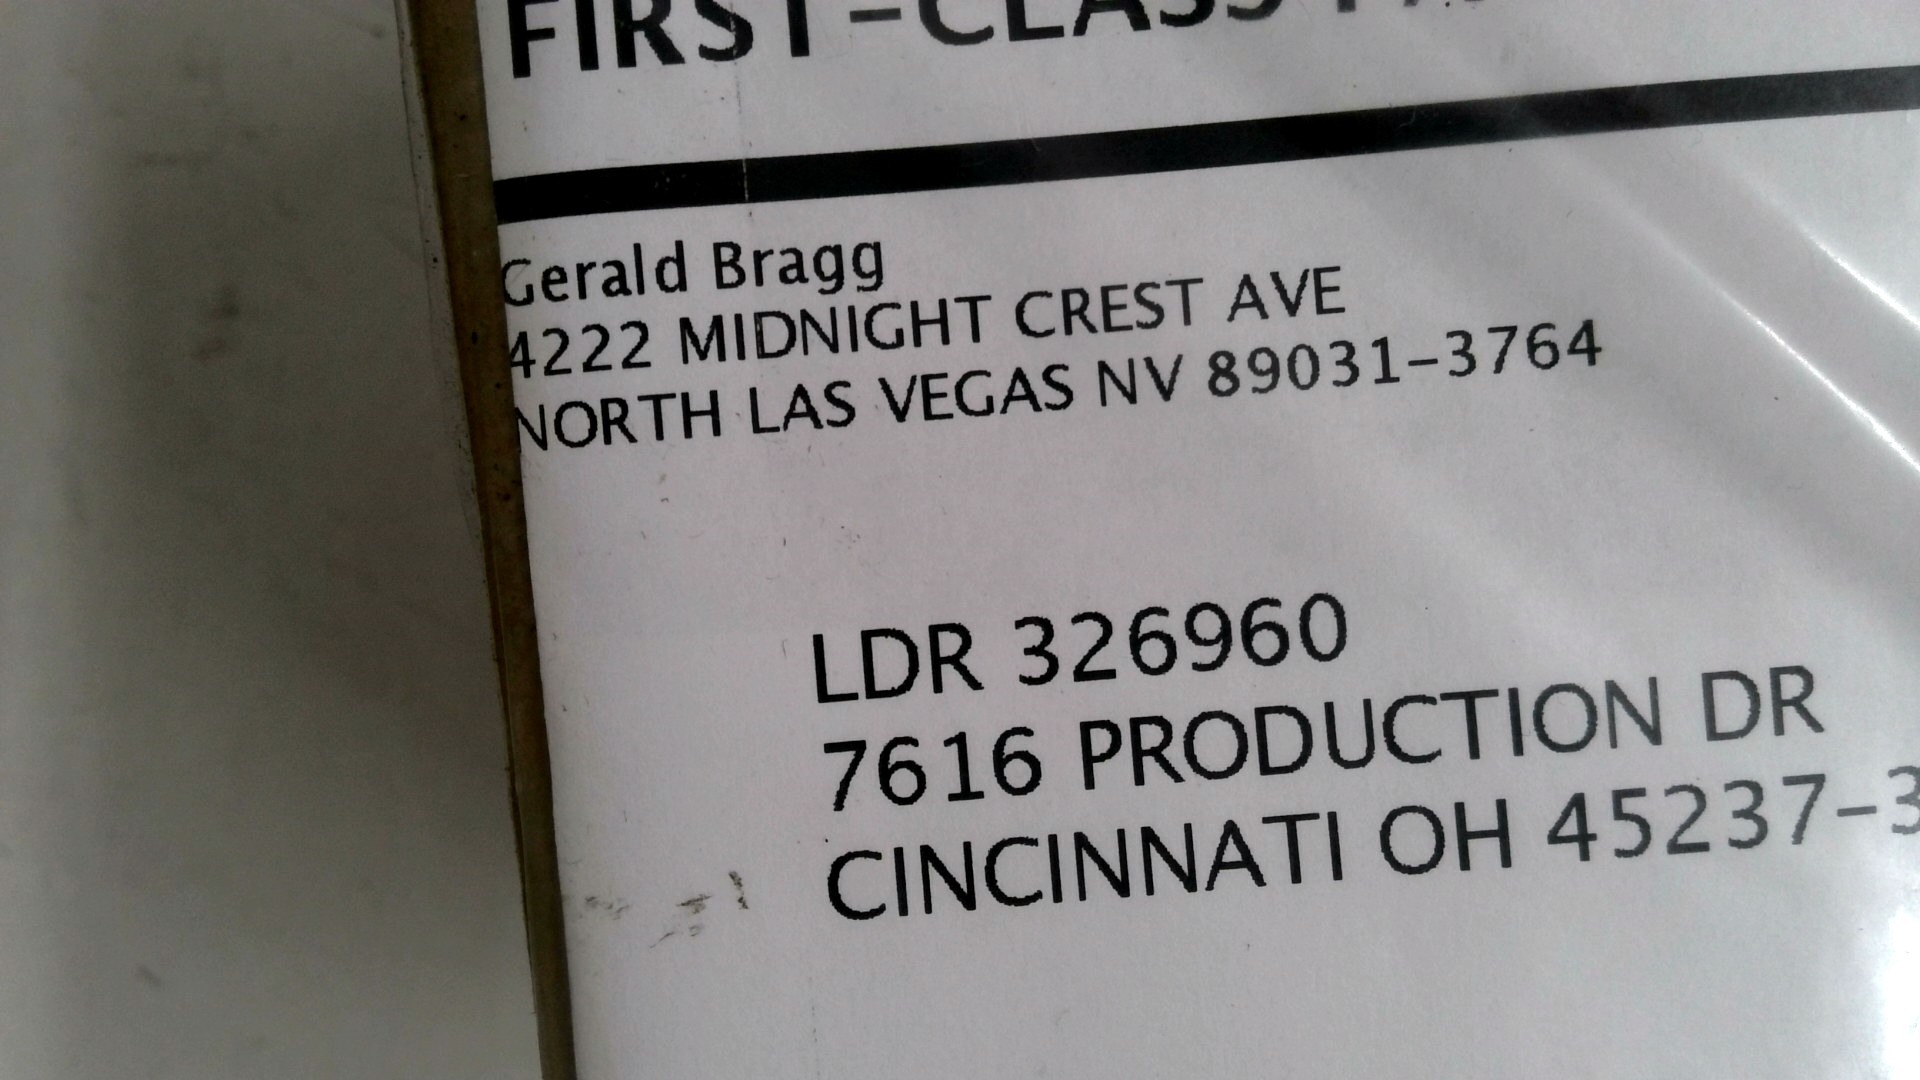 FIRST-CLASS
Gerald Bragg
4222 MIDNIGHT CREST AVE
NORTH LAS VEGAS NV 89031-3764
LDR 326960
7616 PRODUCTION DR
CINCINNATI OH 45237-3